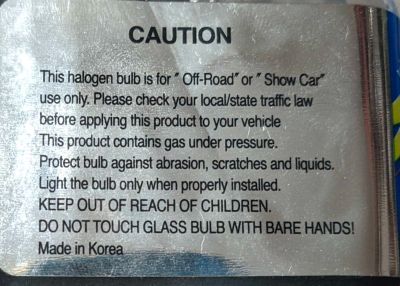 CAUTION
This halogen bulb is for " Off-Road" or " Show Car"
use only. Please check your local/state traffic law
before applying this product to your vehicle
This product contains gas under pressure.
Protect bulb against abrasion, scratches and liquids.
Light the bulb only when properly installed.
KEEP OUT OF REACH OF CHILDREN.
DO NOT TOUCH GLASS BULB WITH BARE HANDS!
Made in Korea